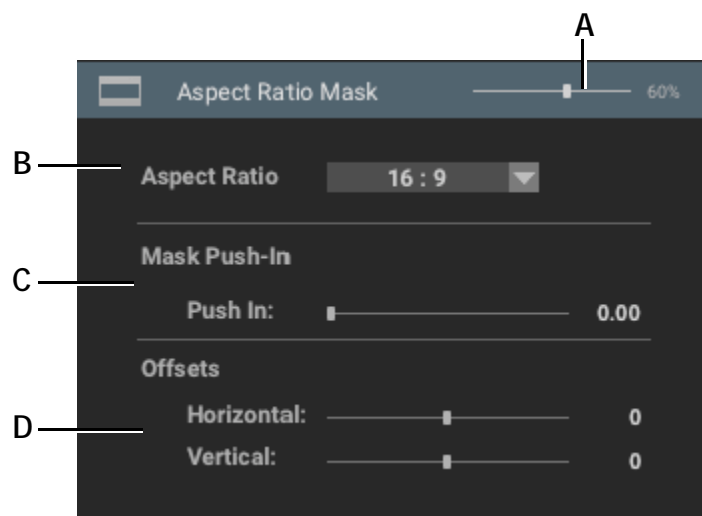 A
Aspect Ratio Mask 60%
B Aspect Ratio 16 : 9
Mask Push-In
C
Push In: 0.00
Offsets
Horizontal: 0
D
Vertical: 0